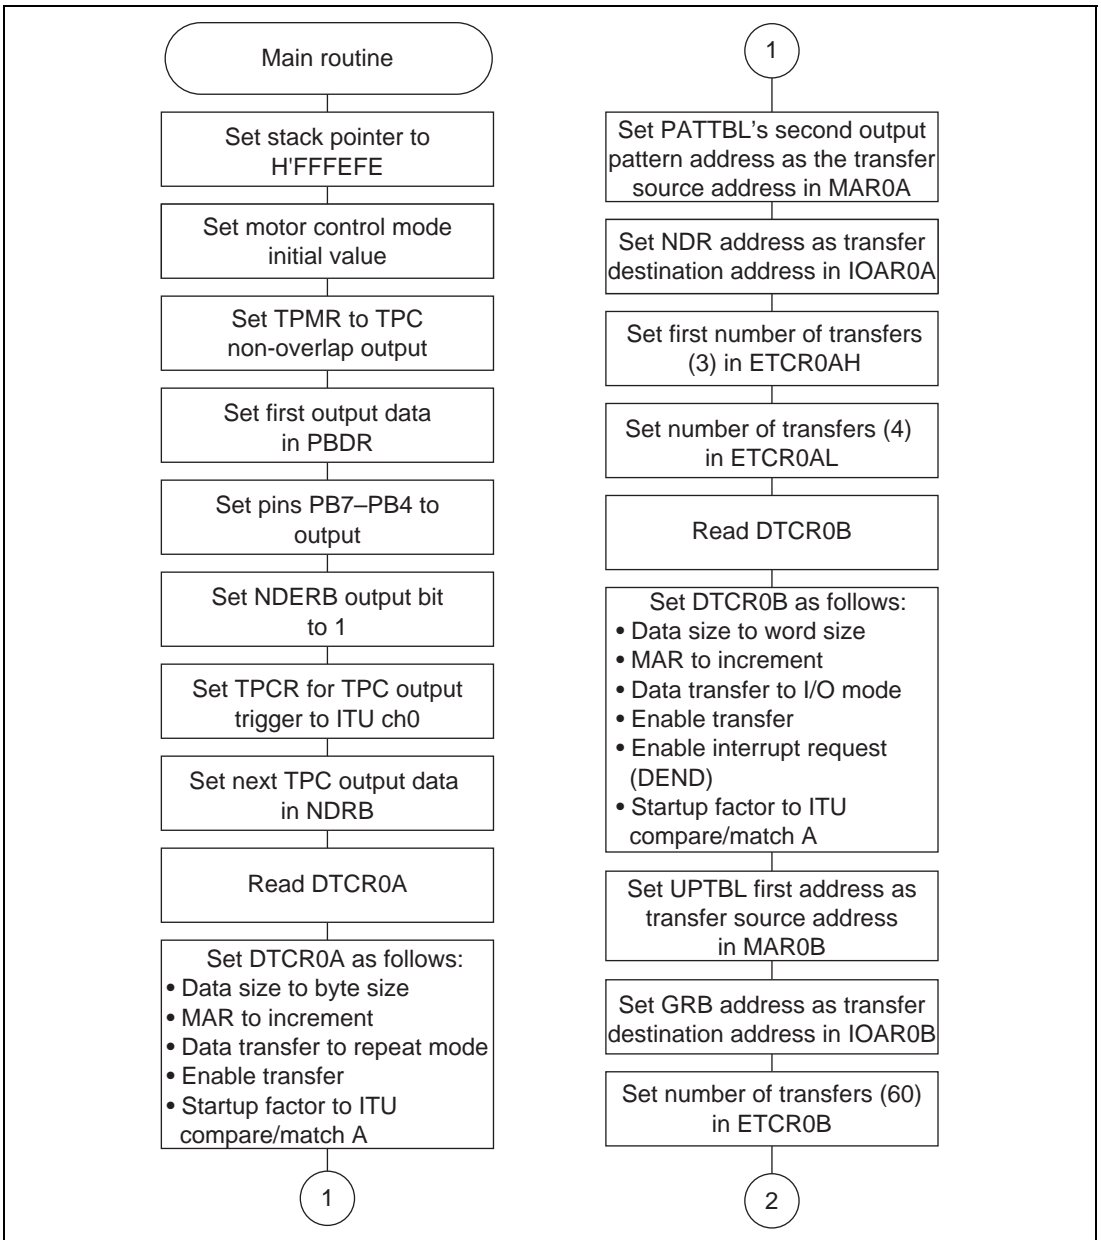 Main routine
Set stack pointer to
H'FFFEFE
Set motor control mode
initial value
Set TPMR to TPC
non-overlap output
Set first output data
in PBDR
Set pins PB7–PB4 to
output
Set NDERB output bit
to 1
Set TPCR for TPC output
trigger to ITU ch0
Set next TPC output data
in NDRB
Read DTCR0A
Set DTCR0A as follows:
• Data size to byte size
• MAR to increment
• Data transfer to repeat mode
• Enable transfer
• Startup factor to ITU
compare/match A
1
1
Set PATTBL's second output
pattern address as the transfer
source address in MAR0A
Set NDR address as transfer
destination address in IOAR0A
Set first number of transfers
(3) in ETCR0AH
Set number of transfers (4)
in ETCR0AL
Read DTCR0B
Set DTCR0B as follows:
• Data size to word size
• MAR to increment
• Data transfer to I/O mode
• Enable transfer
• Enable interrupt request
(DEND)
• Startup factor to ITU
compare/match A
Set UPTBL first address as
transfer source address
in MAR0B
Set GRB address as transfer
destination address in IOAR0B
Set number of transfers (60)
in ETCR0B
2